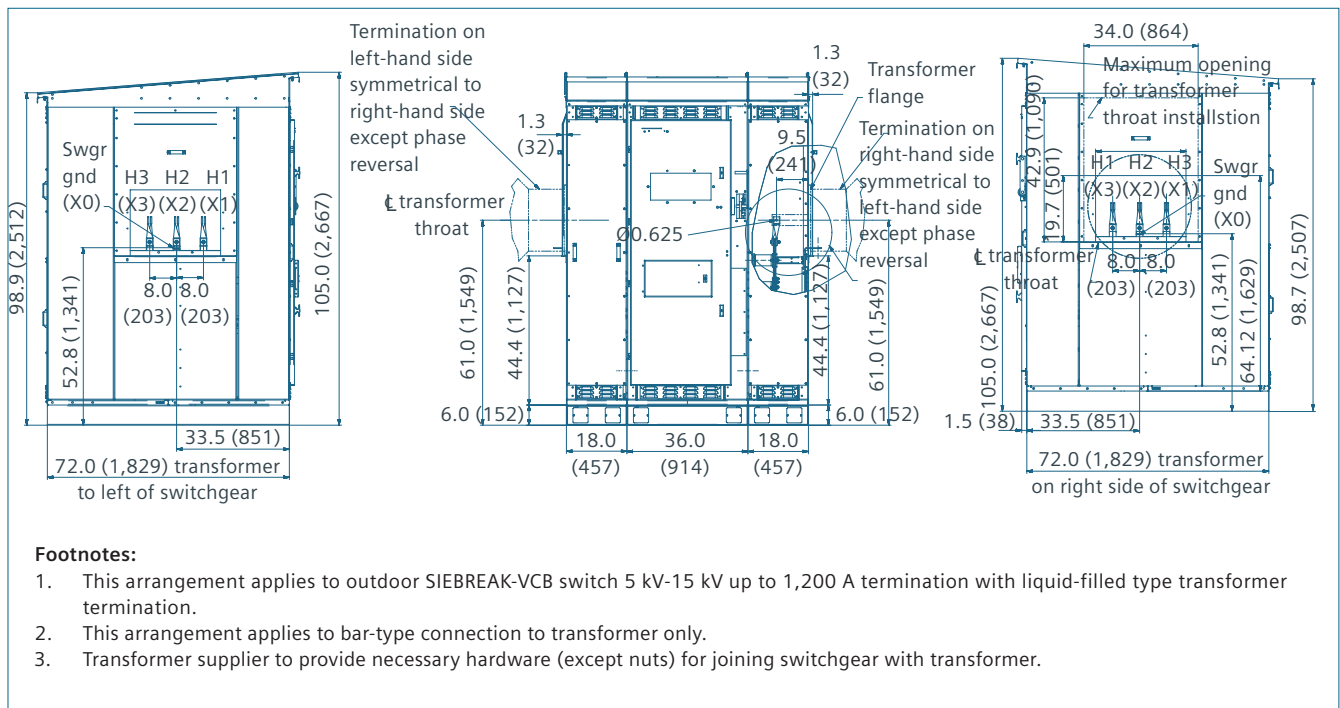 Termination on
left-hand side
symmetrical to
right-hand side
except phase
reversal
Swgr
gnd
(X0)
H3 H2 H1
(X3) (X2) (X1)
98.9 (2,512)
52.8 (1,341)
8.0 8.0
(203) (203)
105.0 (2,667)
33.5 (851)
72.0 (1,829) transformer
to left of switchgear
℄ transformer
throat
1.3
(32)
1.3
(32)
Transformer
flange
9.5
(241)
Termination on
right-hand side
symmetrical to
left-hand side
except phase
reversal
Ø0.625
61.0 (1,549)
44.4 (1,127)
6.0 (152)
44.4 (1,127)
61.0 (1,549)
6.0 (152)
18.0 36.0 18.0
(457) (914) (457)
34.0 (864)
Maximum opening
for transformer
throat installstion
42.9 (1,090)
19.7 (501)
H1 H2 H3
(X3) (X2) (X1)
Swgr
gnd
(X0)
℄ transformer
throat
8.0 8.0
(203) (203)
105.0 (2,667)
52.8 (1,341)
64.12 (1,629)
98.7 (2,507)
1.5 (38) 33.5 (851)
72.0 (1,829) transformer
on right side of switchgear
Footnotes:
1. This arrangement applies to outdoor SIEBREAK-VCB switch 5 kV-15 kV up to 1,200 A termination with liquid-filled type transformer
termination.
2. This arrangement applies to bar-type connection to transformer only.
3. Transformer supplier to provide necessary hardware (except nuts) for joining switchgear with transformer.